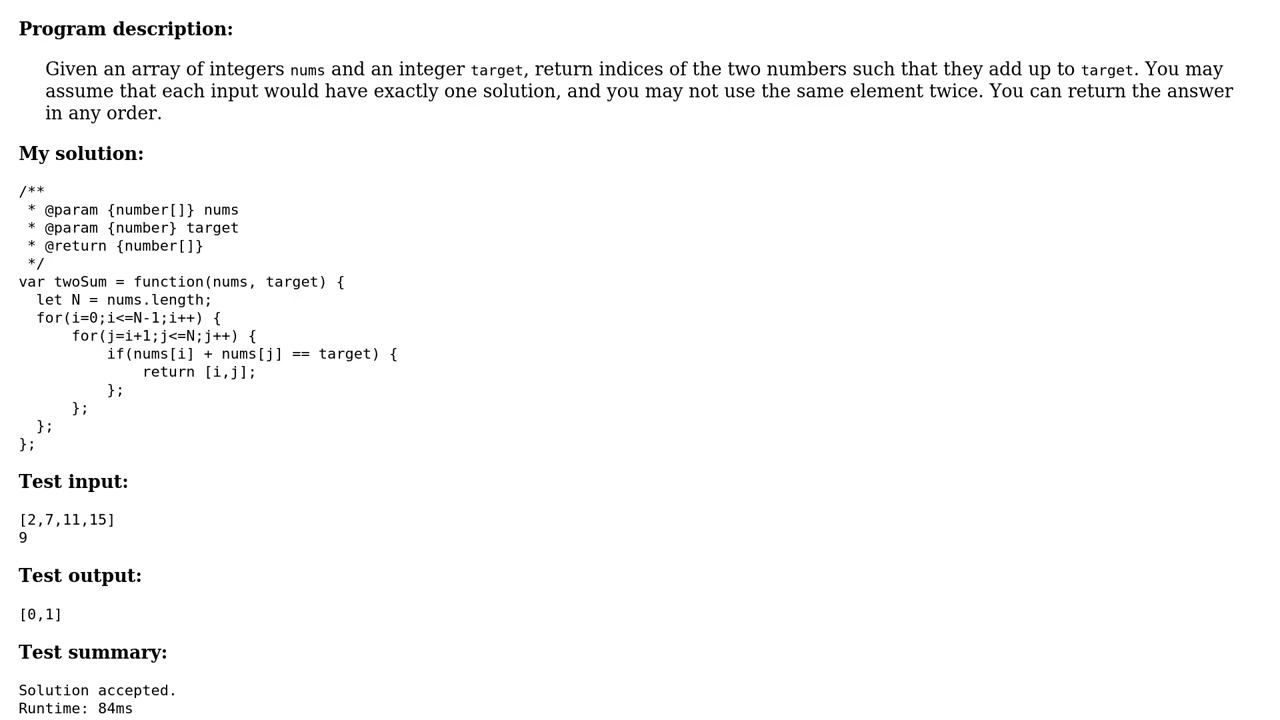 Program description:
Given an array of integers nums and an integer target, return indices of the two numbers such that they add up to target. You may
assume that each input would have exactly one solution, and you may not use the same element twice. You can return the answer
in any order.
My solution:
/**
 * @param {number[]} nums
 * @param {number} target
 * @return {number[]}
 */
var twoSum = function(nums, target) {
  let N = nums.length;
  for(i=0;i<=N-1;i++) {
      for(j=i+1;j<=N;j++) {
          if(nums[i] + nums[j] == target) {
              return [i,j];
          };
      };
  };
};
Test input:
[2,7,11,15]
9
Test output:
[0,1]
Test summary:
Solution accepted.
Runtime: 84ms